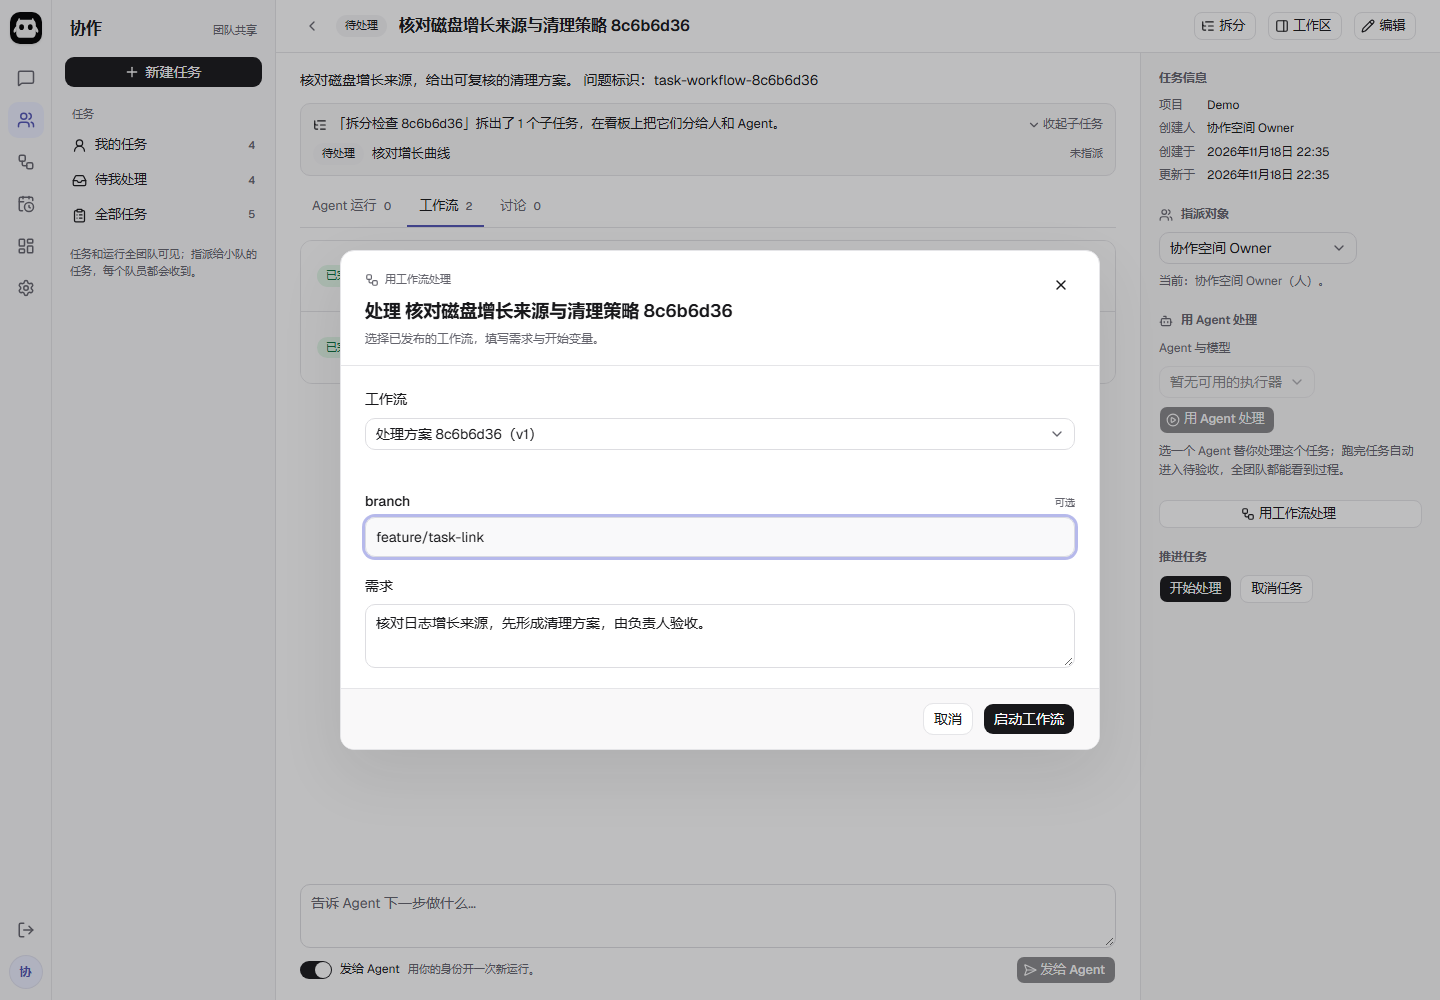 协作
团队共享
新建任务
任务
我的任务 4
待我处理 4
全部任务 5
任务和运行全团队可见；指派给小队的
任务，每个队员都会收到。
协
待处理
核对磁盘增长来源与清理策略 8c6b6d36
拆分
工作区
编辑
核对磁盘增长来源，给出可复核的清理方案。 问题标识：task-workflow-8c6b6d36
「拆分检查 8c6b6d36」拆出了 1 个子任务，在看板上把它们分给人和 Agent。
收起子任务
待处理 核对增长曲线
未指派
Agent 运行 0
工作流 2
讨论 0
用工作流处理
处理 核对磁盘增长来源与清理策略 8c6b6d36
选择已发布的工作流，填写需求与开始变量。
工作流
处理方案 8c6b6d36（v1）
branch
可选
feature/task-link
需求
核对日志增长来源，先形成清理方案，由负责人验收。
取消
启动工作流
告诉 Agent 下一步做什么...
发给 Agent 用你的身份开一次新运行。
发给 Agent
任务信息
项目 Demo
创建人 协作空间 Owner
创建于 2026年11月18日 22:35
更新于 2026年11月18日 22:35
指派对象
协作空间 Owner
当前：协作空间 Owner（人）。
用 Agent 处理
Agent 与模型
暂无可用的执行器
用 Agent 处理
选一个 Agent 替你处理这个任务；跑完任务自动
进入待验收，全团队都能看到过程。
用工作流处理
推进任务
开始处理
取消任务